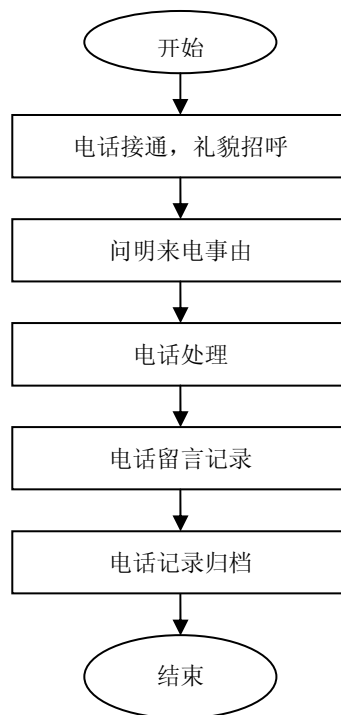 开始
电话接通，礼貌招呼
问明来电事由
电话处理
电话留言记录
电话记录归档
结束